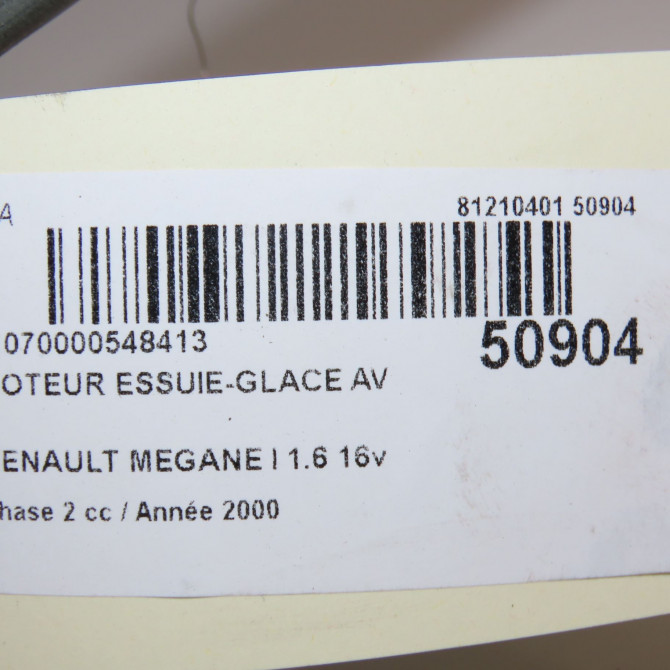 A 81210401 50904
070000548413 50904
OTEUR ESSUIE-GLACE AV
ENAULT MEGANE I 1.6 16v
hase 2 cc / Année 2000